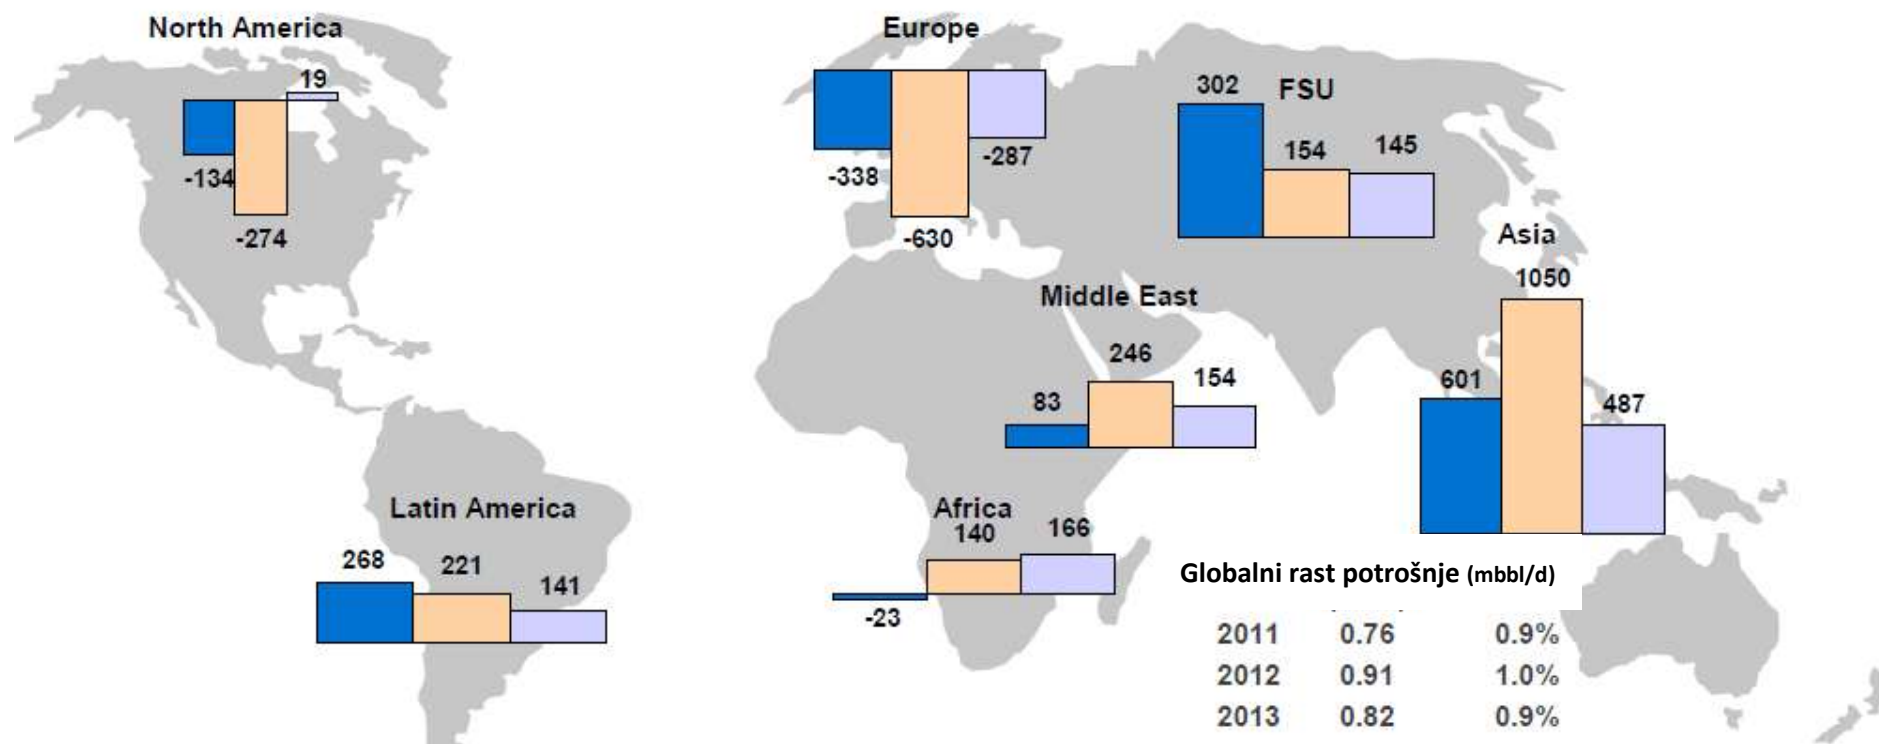 North America
19
-134
-274
Europe
-338
-630
-287
302
FSU
154
145
Asia
1050
601
487
Middle East
83
246
154
Latin America
268
221
141
Africa
140
166
-23
Globalni rast potrošnje (mbbl/d)
2011 0.76 0.9%
2012 0.91 1.0%
2013 0.82 0.9%